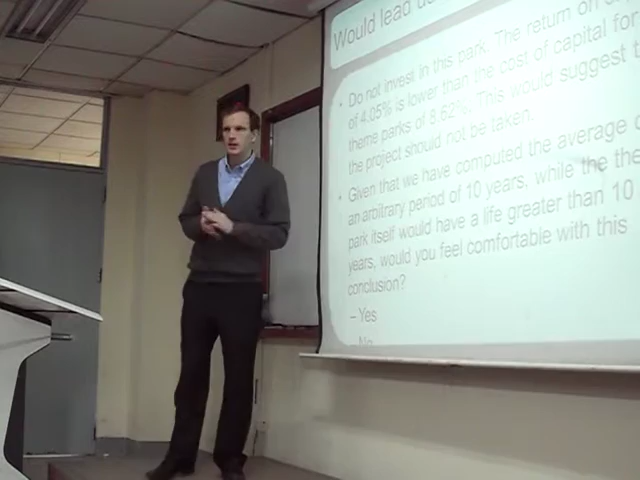 Would lead
• Do not invest in this park. The return on
of 4.05% is lower than the cost of capital for
theme parks of 8.62%. This would suggest
the project should not be taken.
• Given that we have computed the average
an arbitrary period of 10 years, while the
park itself would have a life greater than 10
years, would you feel comfortable with this
conclusion?
– Yes
No